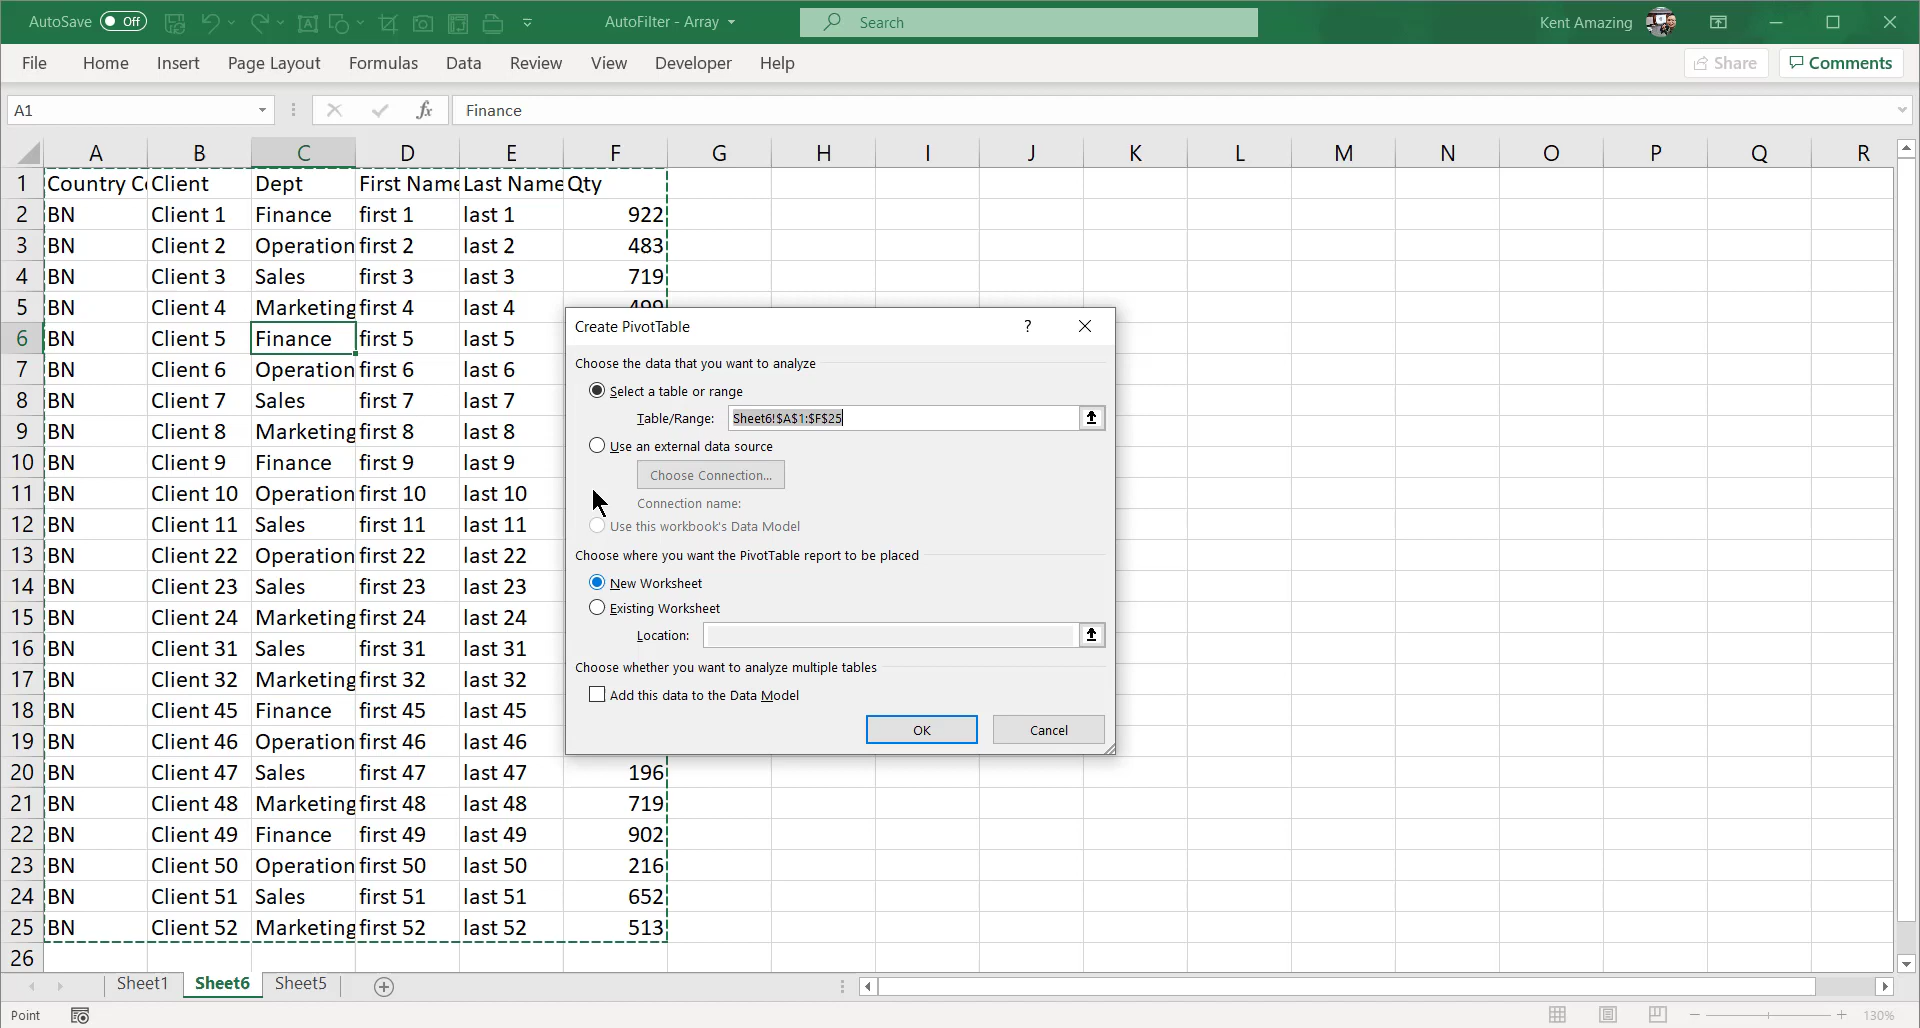 AutoSave Off AutoFilter - Array Search Kent Amazing
File Home Insert Page Layout Formulas Data Review View Developer Help Share Comments
A1 fx Finance
A B C D E F G H I J K L M N O P Q R
1 Country Co Client Dept First Name Last Name Qty
2 BN Client 1 Finance first 1 last 1 922
3 BN Client 2 Operation first 2 last 2 483
4 BN Client 3 Sales first 3 last 3 719
5 BN Client 4 Marketing first 4 last 4 499
6 BN Client 5 Finance first 5 last 5
7 BN Client 6 Operation first 6 last 6
8 BN Client 7 Sales first 7 last 7
9 BN Client 8 Marketing first 8 last 8
10 BN Client 9 Finance first 9 last 9
11 BN Client 10 Operation first 10 last 10
12 BN Client 11 Sales first 11 last 11
13 BN Client 22 Operation first 22 last 22
14 BN Client 23 Sales first 23 last 23
15 BN Client 24 Marketing first 24 last 24
16 BN Client 31 Sales first 31 last 31
17 BN Client 32 Marketing first 32 last 32
18 BN Client 45 Finance first 45 last 45
19 BN Client 46 Operation first 46 last 46
20 BN Client 47 Sales first 47 last 47 196
21 BN Client 48 Marketing first 48 last 48 719
22 BN Client 49 Finance first 49 last 49 902
23 BN Client 50 Operation first 50 last 50 216
24 BN Client 51 Sales first 51 last 51 652
25 BN Client 52 Marketing first 52 last 52 513
26
Create PivotTable ?
Choose the data that you want to analyze
Select a table or range
Table/Range: Sheet6!$A$1:$F$25
Use an external data source
Choose Connection...
Connection name:
Use this workbook's Data Model
Choose where you want the PivotTable report to be placed
New Worksheet
Existing Worksheet
Location:
Choose whether you want to analyze multiple tables
Add this data to the Data Model
OK Cancel
Sheet1 Sheet6 Sheet5
Point 130%